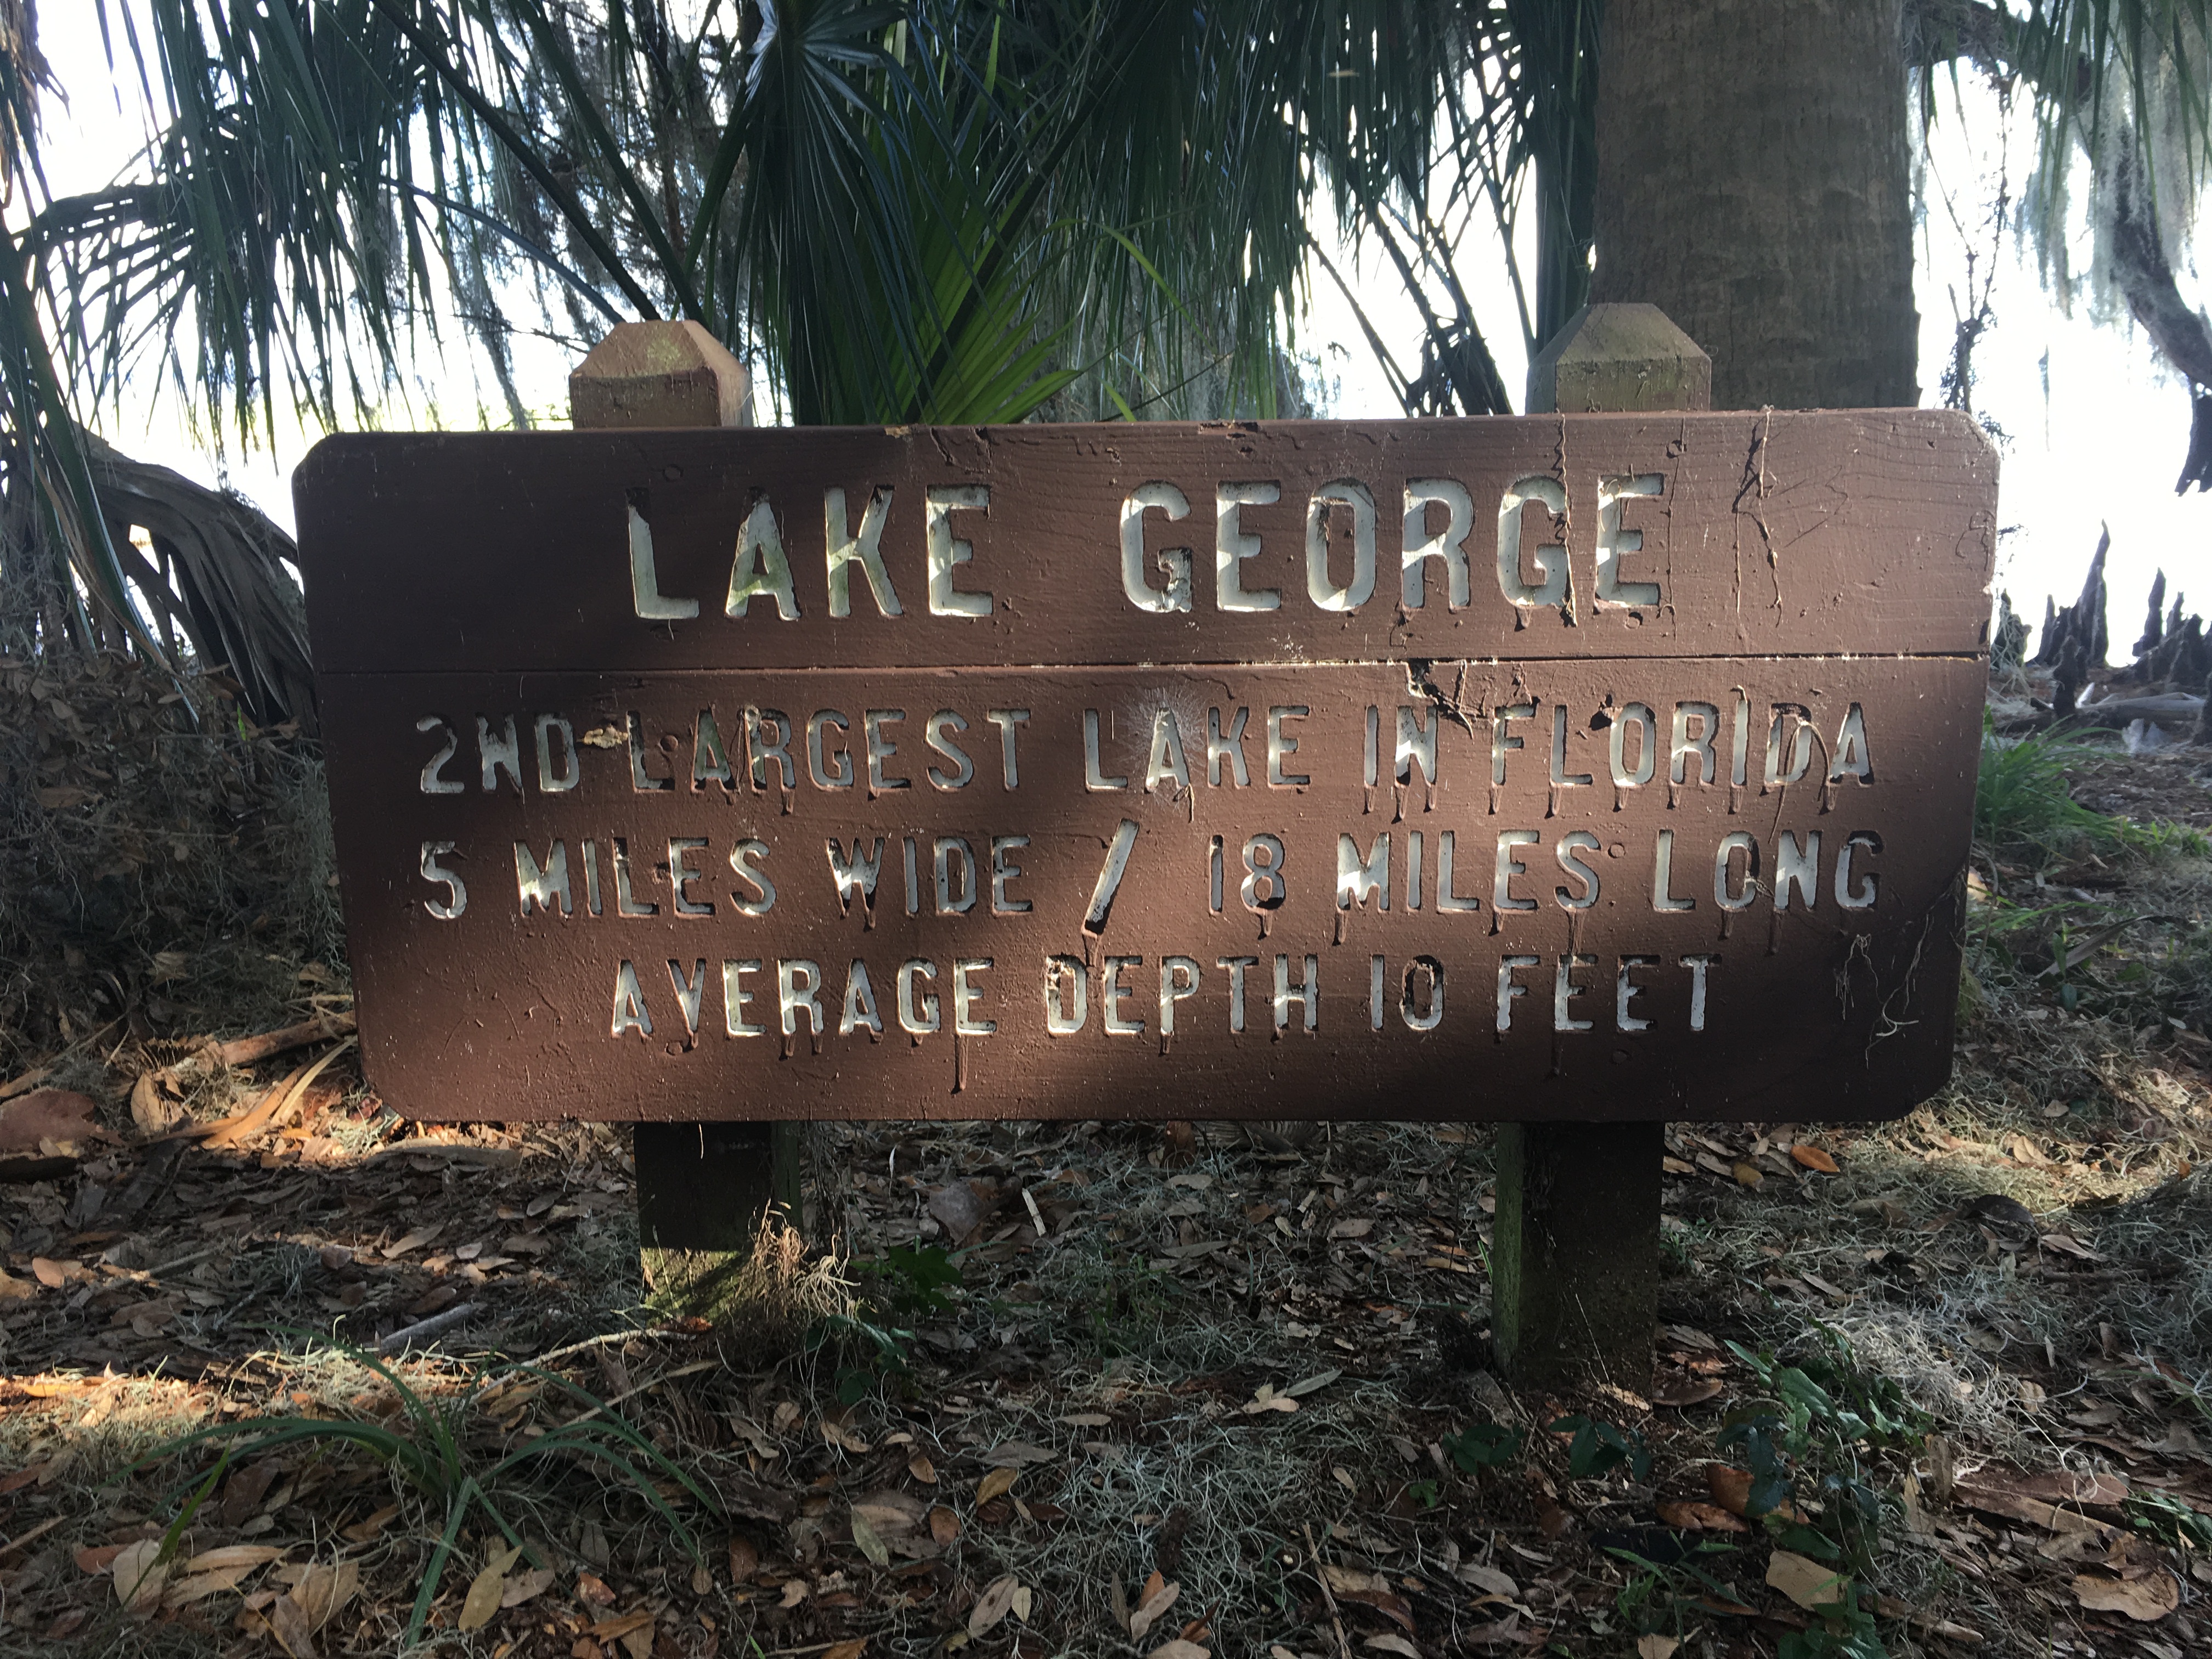 LAKE GEORGE
2ND LARGEST LAKE IN FLORIDA
5 MILES WIDE / 18 MILES LONG
AVERAGE DEPTH 10 FEET